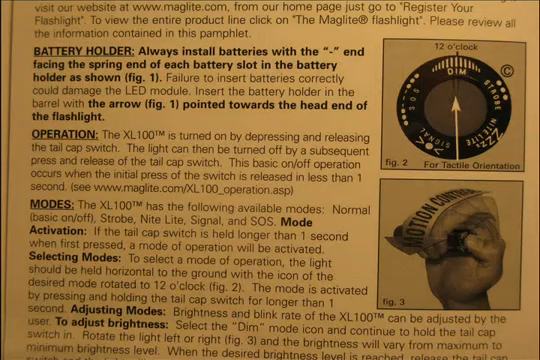 visit our website at www.maglite.com, from our home page just go to "Register Your
Flashlight". To view the entire product line click on "The Maglite® flashlight". Please review all
the information contained in this pamphlet.
BATTERY HOLDER: Always install batteries with the "-" end
facing the spring end of each battery slot in the battery
holder as shown (fig. 1). Failure to insert batteries correctly
could damage the LED module. Insert the battery holder in the
barrel with the arrow (fig. 1) pointed towards the head end of
the flashlight.
OPERATION: The XL100™ is turned on by depressing and releasing
the tail cap switch. The light can then be turned off by a subsequent
press and release of the tail cap switch. This basic on/off operation
occurs when the initial press of the switch is released in less than 1
second. (see www.maglite.com/XL100_operation.asp)
MODES: The XL100™ has the following available modes: Normal
(basic on/off), Strobe, Nite Lite, Signal, and SOS. Mode
Activation: If the tail cap switch is held longer than 1 second
when first pressed, a mode of operation will be activated.
Selecting Modes: To select a mode of operation, the light
should be held horizontal to the ground with the icon of the
desired mode rotated to 12 o'clock (fig. 2). The mode is activated
by pressing and holding the tail cap switch for longer than 1
second. Adjusting Modes: Brightness and blink rate of the XL100™ can be adjusted by the
user. To adjust brightness: Select the "Dim" mode icon and continue to hold the tail cap
switch in. Rotate the light left or right (fig. 3) and the brightness will vary from maximum to
minimum brightness level. When the desired brightness level is reached, release the tail cap
12 o'clock
©
DIM
SOS
STROBE
SIGNAL
NITE LITE
Zzzz
fig. 2
For Tactile Orientation
MOTION CONTROL
fig. 3